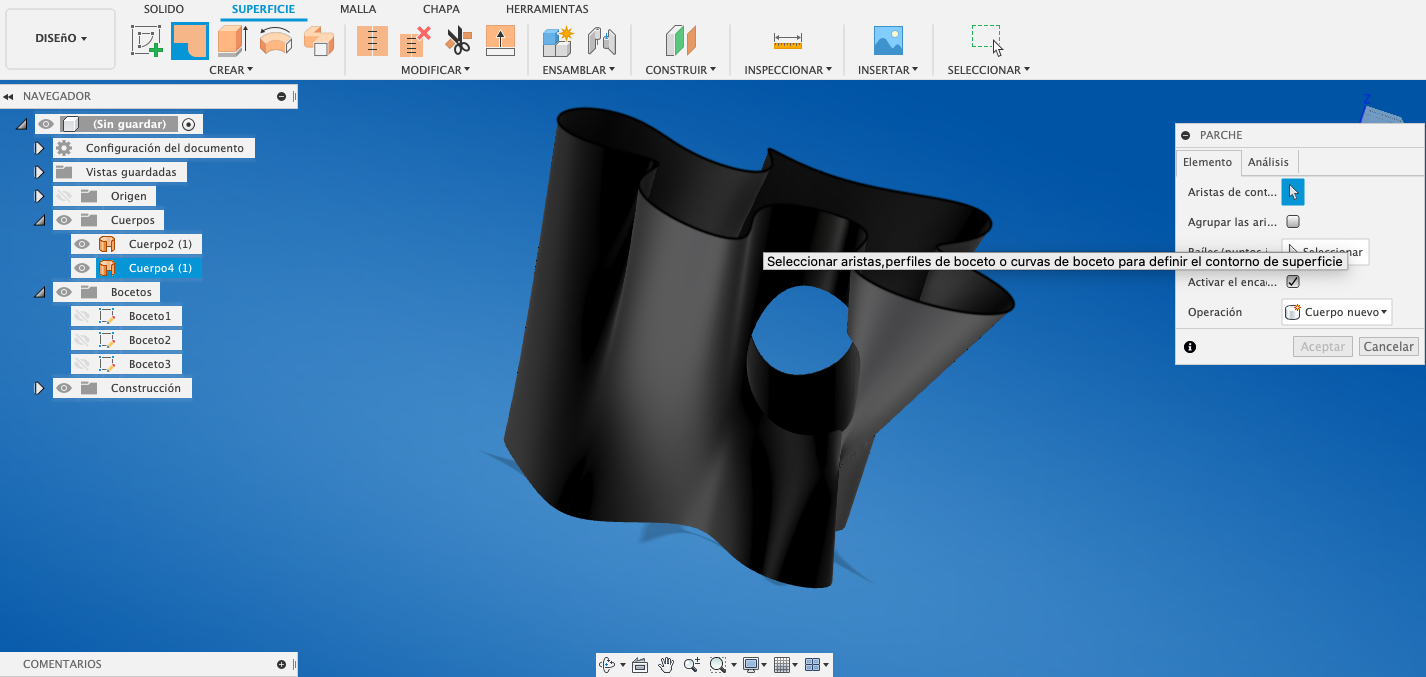 SOLIDO SUPERFICIE MALLA CHAPA HERRAMIENTAS
DISEñO
CREAR MODIFICAR ENSAMBLAR CONSTRUIR INSPECCIONAR INSERTAR SELECCIONAR
NAVEGADOR
(Sin guardar)
Configuración del documento
Vistas guardadas
Origen
Cuerpos
Cuerpo2 (1)
Cuerpo4 (1)
Bocetos
Boceto1
Boceto2
Boceto3
Construcción
Z
PARCHE
Elemento Análisis
Aristas de cont...
Agrupar las ari...
Seleccionar
Seleccionar aristas,perfiles de boceto o curvas de boceto para definir el contorno de superficie
Activar el enca...
Operación Cuerpo nuevo
Aceptar Cancelar
COMENTARIOS